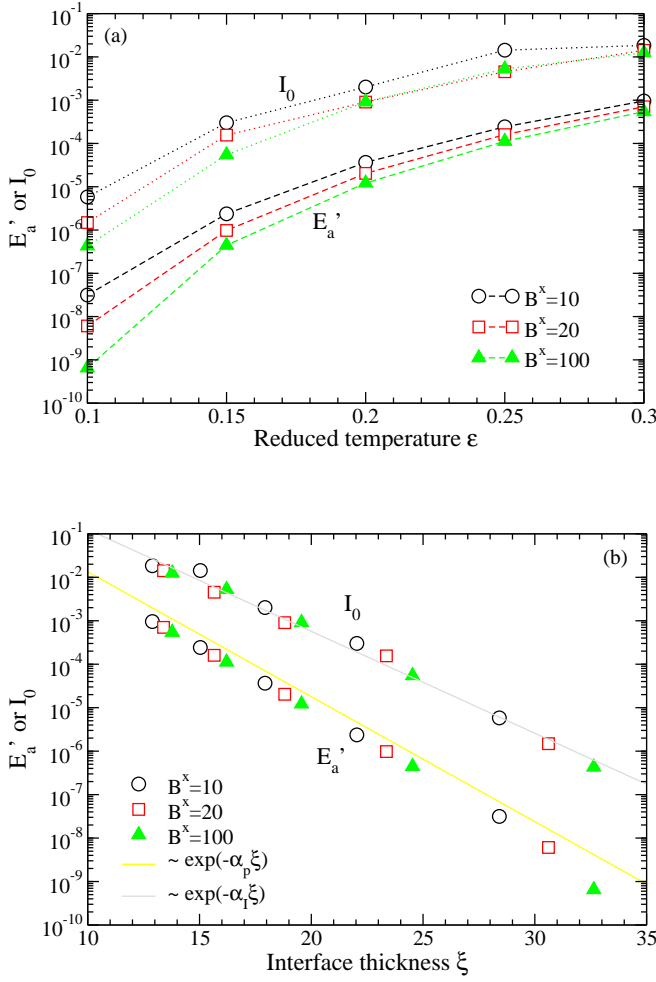 (a)
10⁻¹
10⁻²
10⁻³
10⁻⁴
10⁻⁵
10⁻⁶
10⁻⁷
10⁻⁸
10⁻⁹
10⁻¹⁰
Eₐ’ or I₀
I₀
Eₐ’
Bˣ=10
Bˣ=20
Bˣ=100
0.1 0.15 0.2 0.25 0.3
Reduced temperature ε
(b)
10⁻¹
10⁻²
10⁻³
10⁻⁴
10⁻⁵
10⁻⁶
10⁻⁷
10⁻⁸
10⁻⁹
10⁻¹⁰
Eₐ’ or I₀
I₀
Eₐ’
Bˣ=10
Bˣ=20
Bˣ=100
~ exp(-αₚξ)
~ exp(-α_Iξ)
10 15 20 25 30 35
Interface thickness ξ